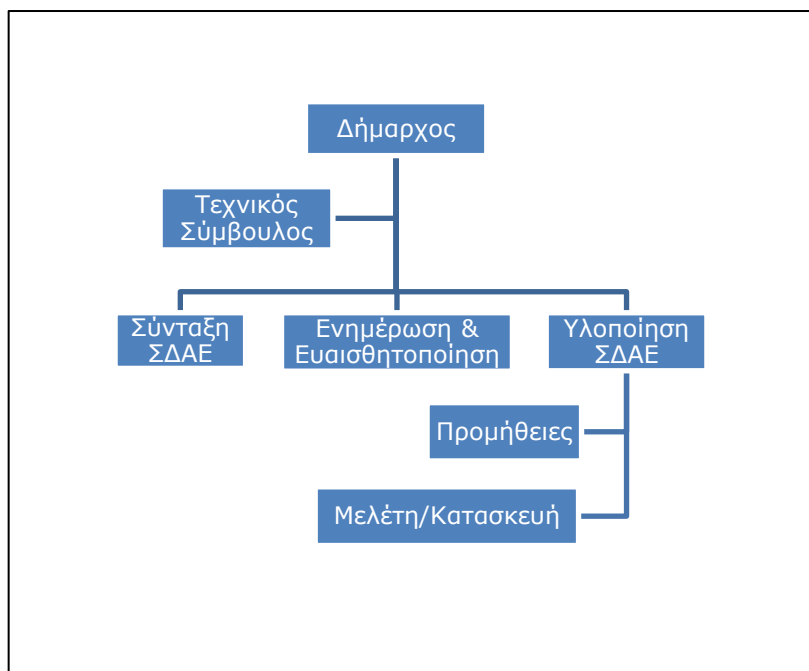 Δήμαρχος
Τεχνικός
Σύμβουλος
Σύνταξη
ΣΔΑΕ
Ενημέρωση &
Ευαισθητοποίηση
Υλοποίηση
ΣΔΑΕ
Προμήθειες
Μελέτη/Κατασκευή